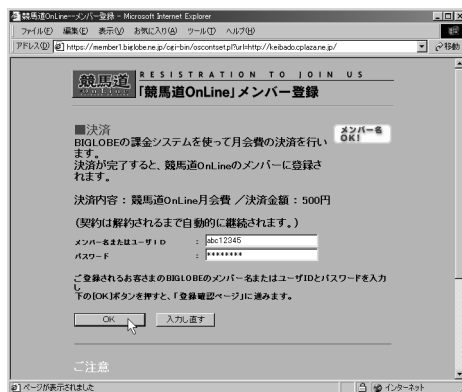 競馬道OnLine--メンバー登録 - Microsoft Internet Explorer
ファイル(F) 編集(E) 表示(V) お気に入り(A) ツール(T) ヘルプ(H)
アドレス(D) https://member1.biglobe.ne.jp/cgi-bin/oscontset.pl?url=http://keibado.cplaza.ne.jp/ 移動
競馬道 OnLine
RESISTRATION TO JOIN US
「競馬道OnLine」メンバー登録
■決済
メンバー名OK!
BIGLOBEの課金システムを使って月会費の決済を行い
ます。
決済が完了すると、競馬道OnLineのメンバーに登録さ
れます。
決済内容：競馬道OnLine月会費 ／決済金額：500円
(契約は解約されるまで自動的に継続されます。)
メンバー名またはユーザID : abc12345
パスワード : ********
ご登録されるお客さまのBIGLOBEのメンバー名またはユーザIDとパスワードを入力
し
下の[OK]ボタンを押すと、「登録確認ページ」に進みます。
OK 入力し直す
ご注意
ページが表示されました インターネット